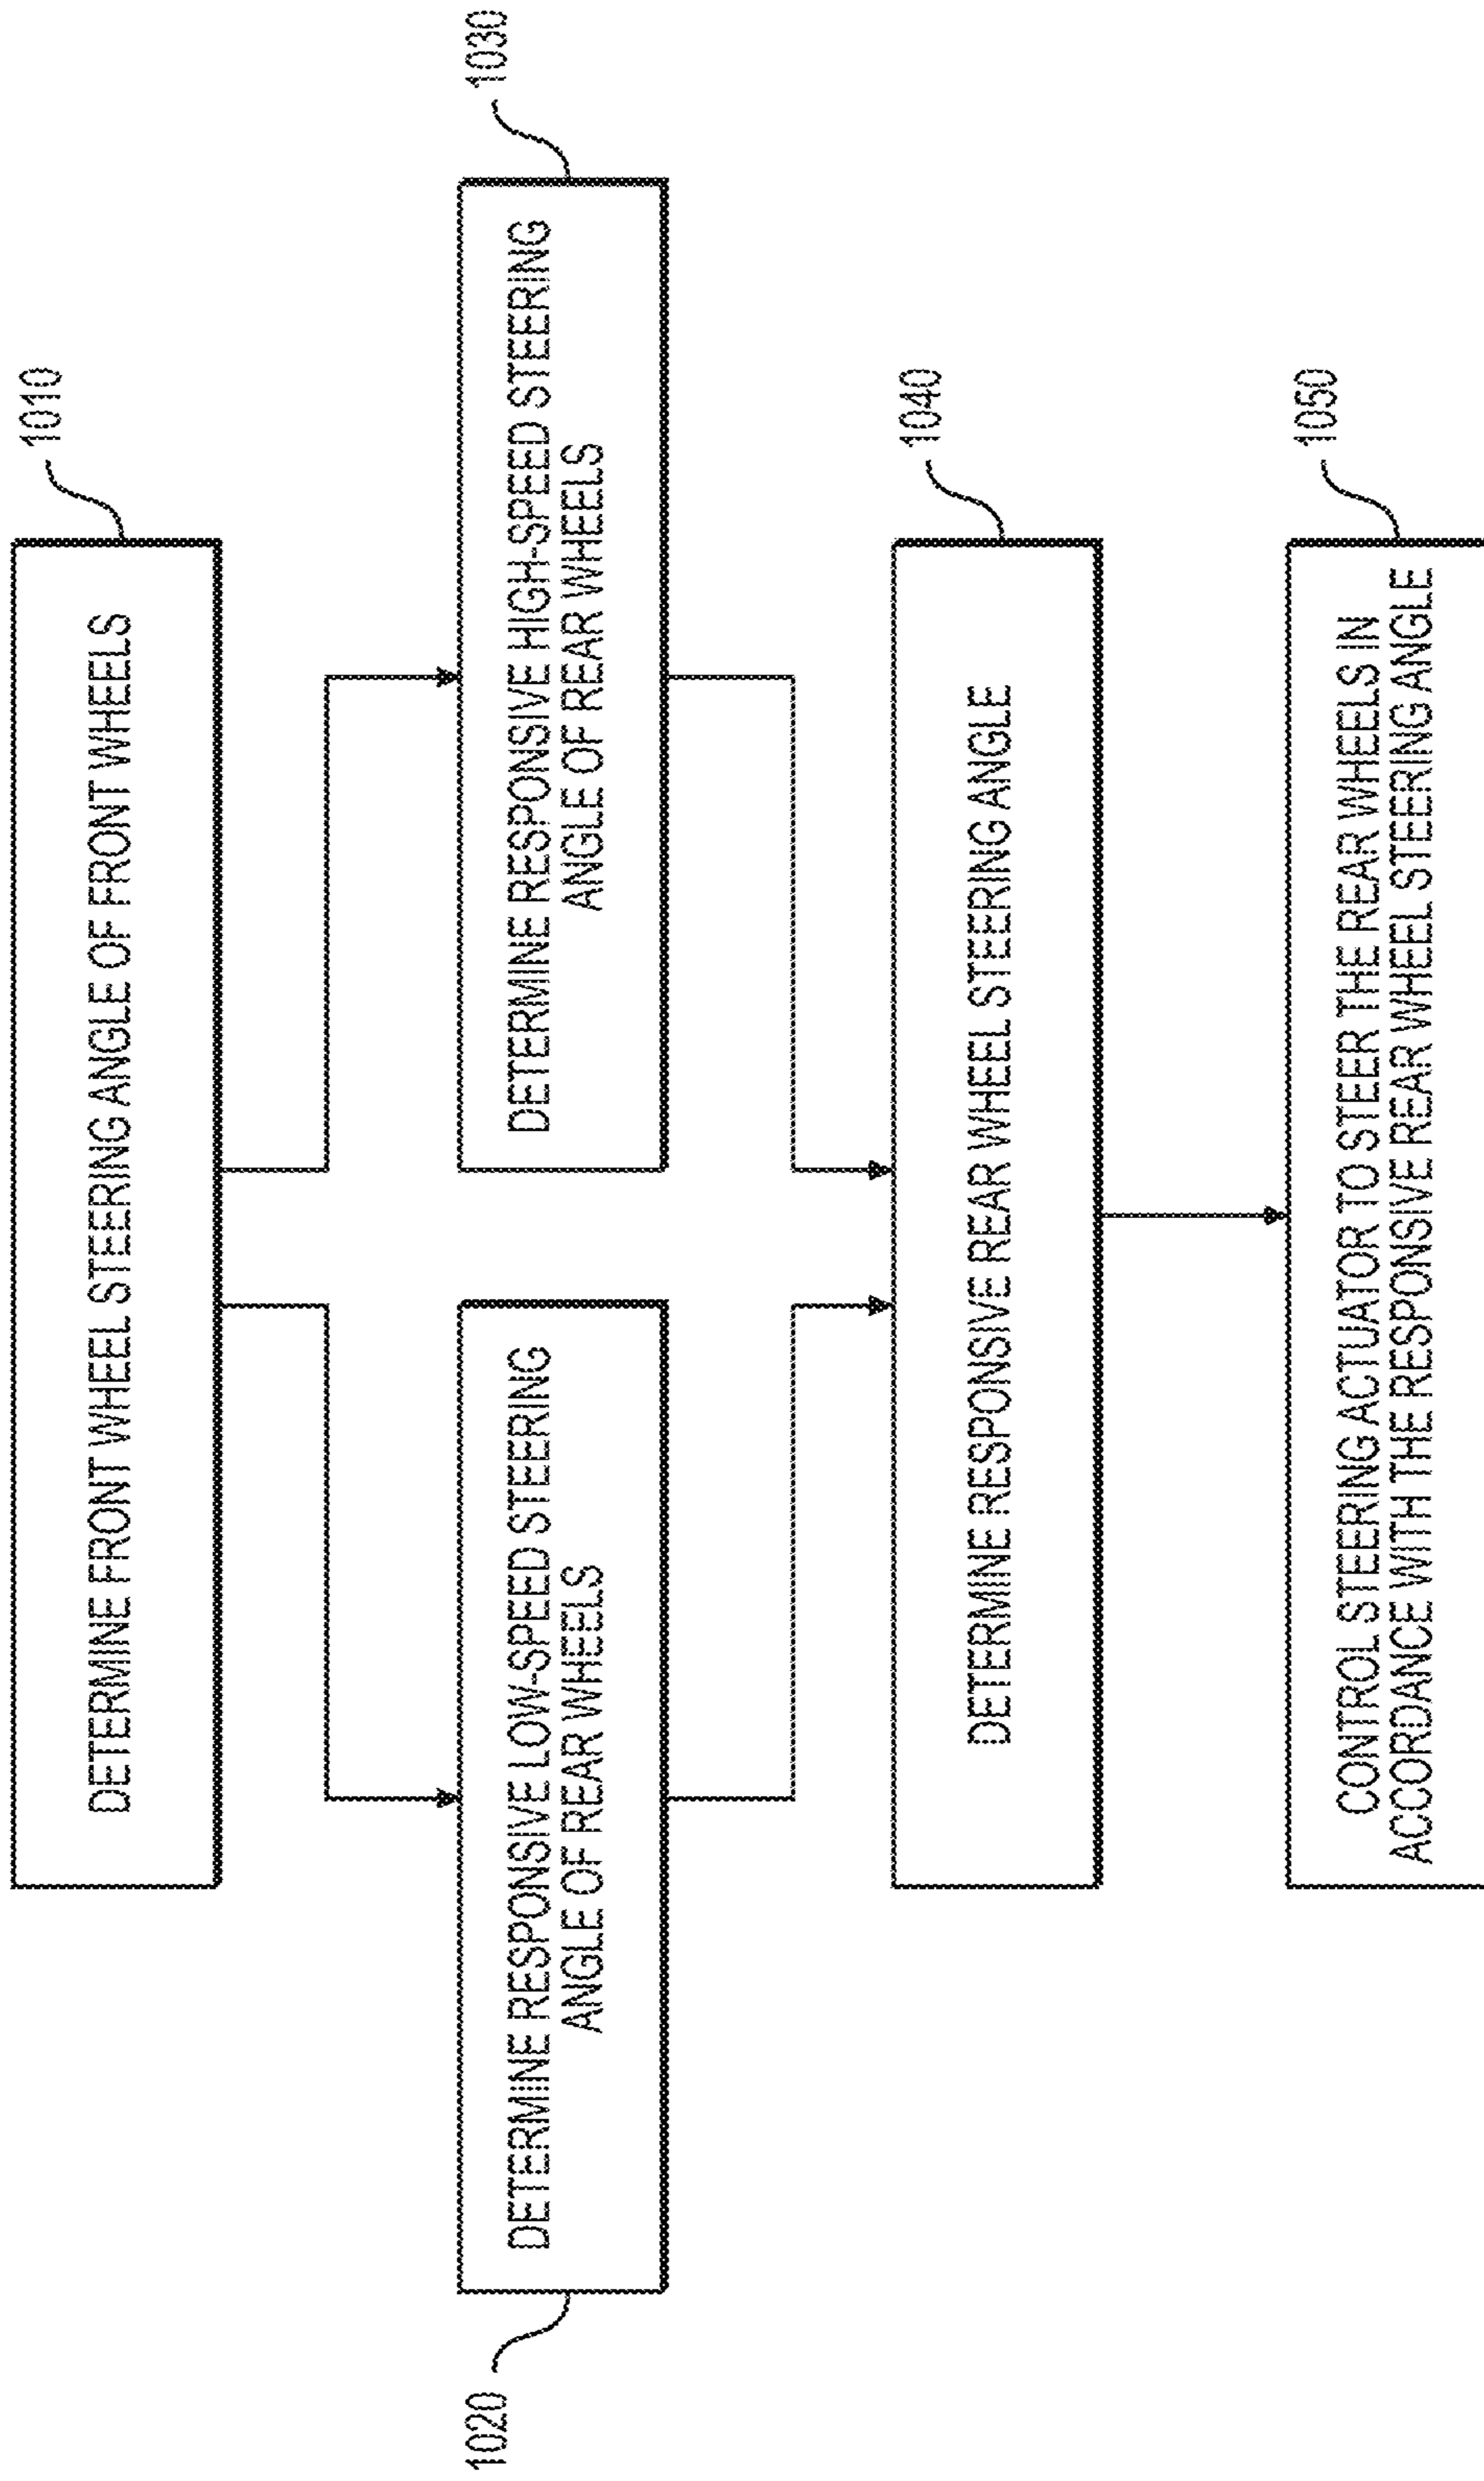 1010
DETERMINE FRONT WHEEL STEERING ANGLE OF FRONT WHEELS
1020
DETERMINE RESPONSIVE LOW-SPEED STEERING
ANGLE OF REAR WHEELS
1030
DETERMINE RESPONSIVE HIGH-SPEED STEERING
ANGLE OF REAR WHEELS
1040
DETERMINE RESPONSIVE REAR WHEEL STEERING ANGLE
1050
CONTROL STEERING ACTUATOR TO STEER THE REAR WHEELS IN
ACCORDANCE WITH THE RESPONSIVE REAR WHEEL STEERING ANGLE